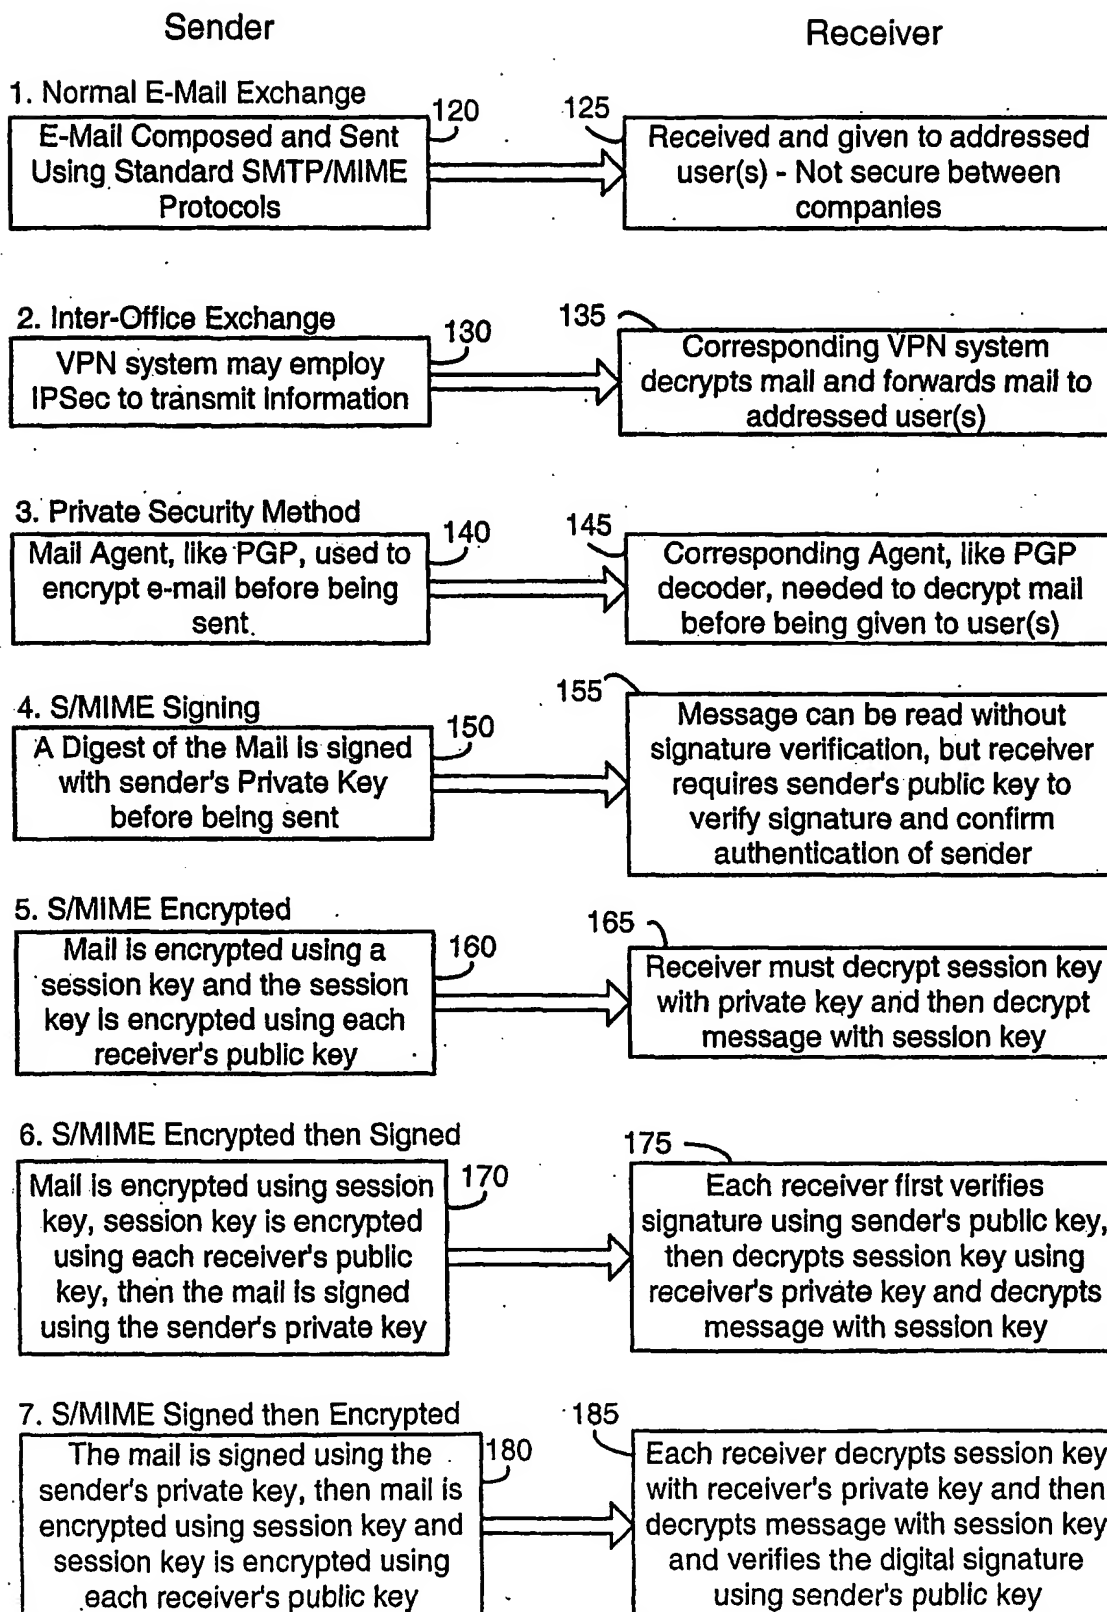 Sender
Receiver
1. Normal E-Mail Exchange
120
125
E-Mail Composed and Sent
Using Standard SMTP/MIME
Protocols
Received and given to addressed
user(s) - Not secure between
companies
2. Inter-Office Exchange
130
135
VPN system may employ
IPSec to transmit information
Corresponding VPN system
decrypts mail and forwards mail to
addressed user(s)
3. Private Security Method
140
145
Mail Agent, like PGP, used to
encrypt e-mail before being
sent.
Corresponding Agent, like PGP
decoder, needed to decrypt mail
before being given to user(s)
4. S/MIME Signing
150
155
A Digest of the Mail is signed
with sender's Private Key
before being sent
Message can be read without
signature verification, but receiver
requires sender's public key to
verify signature and confirm
authentication of sender
5. S/MIME Encrypted
160
165
Mail is encrypted using a
session key and the session
key is encrypted using each
receiver's public key
Receiver must decrypt session key
with private key and then decrypt
message with session key
6. S/MIME Encrypted then Signed
170
175
Mail is encrypted using session
key, session key is encrypted
using each receiver's public
key, then the mail is signed
using the sender's private key
Each receiver first verifies
signature using sender's public key,
then decrypts session key using
receiver's private key and decrypts
message with session key
7. S/MIME Signed then Encrypted
180
185
The mail is signed using the
sender's private key, then mail is
encrypted using session key and
session key is encrypted using
each receiver's public key
Each receiver decrypts session key
with receiver's private key and then
decrypts message with session key
and verifies the digital signature
using sender's public key